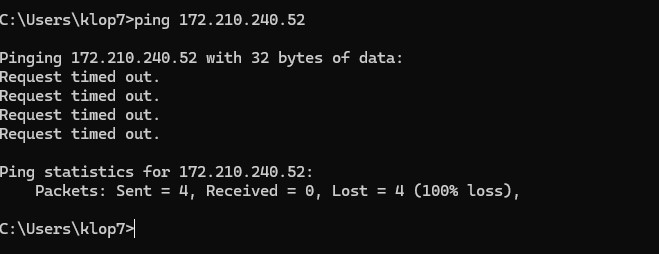 C:\Users\klop7>ping 172.210.240.52
Pinging 172.210.240.52 with 32 bytes of data:
Request timed out.
Request timed out.
Request timed out.
Request timed out.
Ping statistics for 172.210.240.52:
    Packets: Sent = 4, Received = 0, Lost = 4 (100% loss),
C:\Users\klop7>